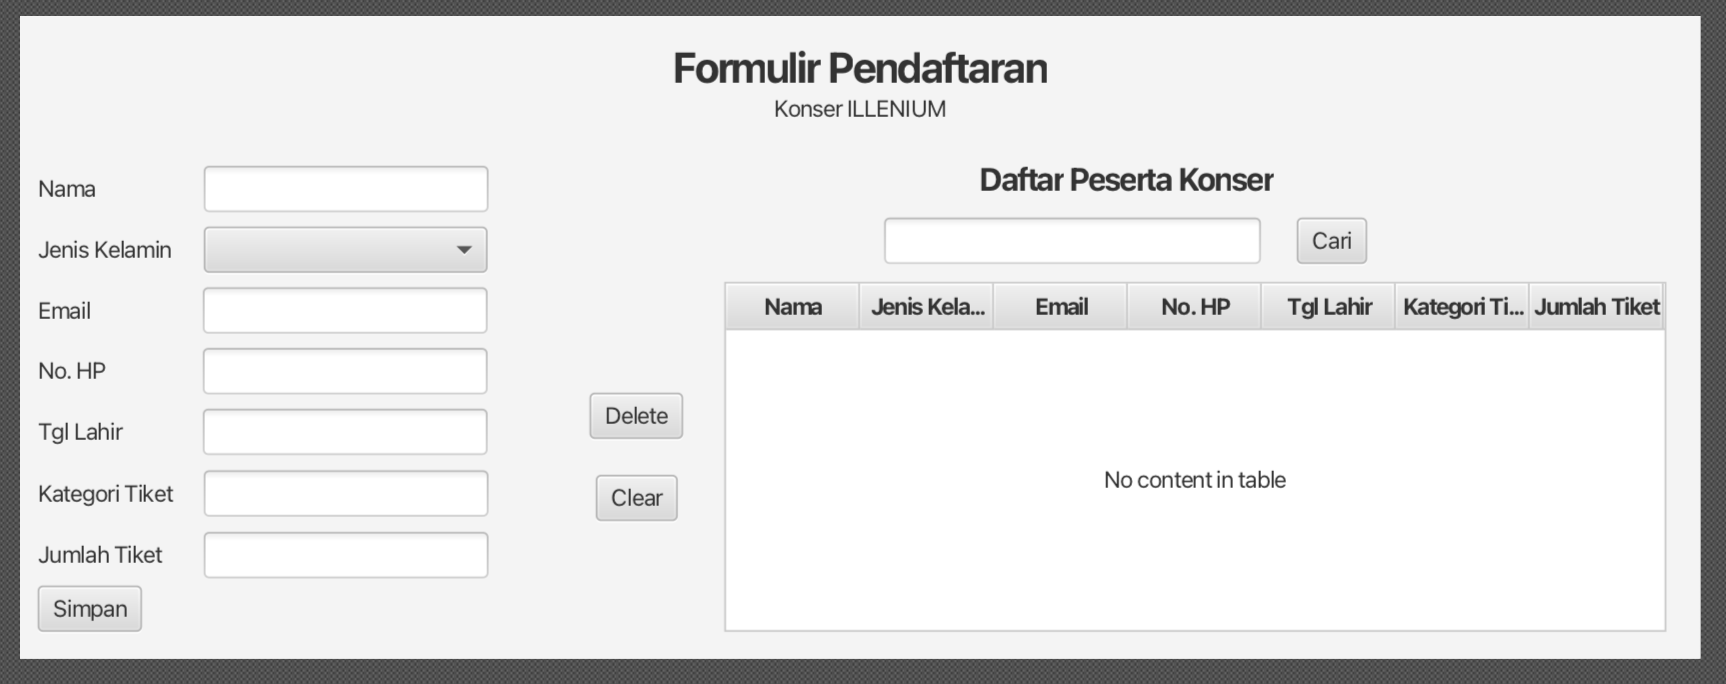 Formulir Pendaftaran
Konser ILLENIUM
Nama
Jenis Kelamin
Email
No. HP
Tgl Lahir
Kategori Tiket
Jumlah Tiket
Simpan
Delete
Clear
Daftar Peserta Konser
Cari
Nama Jenis Kela... Email No. HP Tgl Lahir Kategori Ti... Jumlah Tiket
No content in table